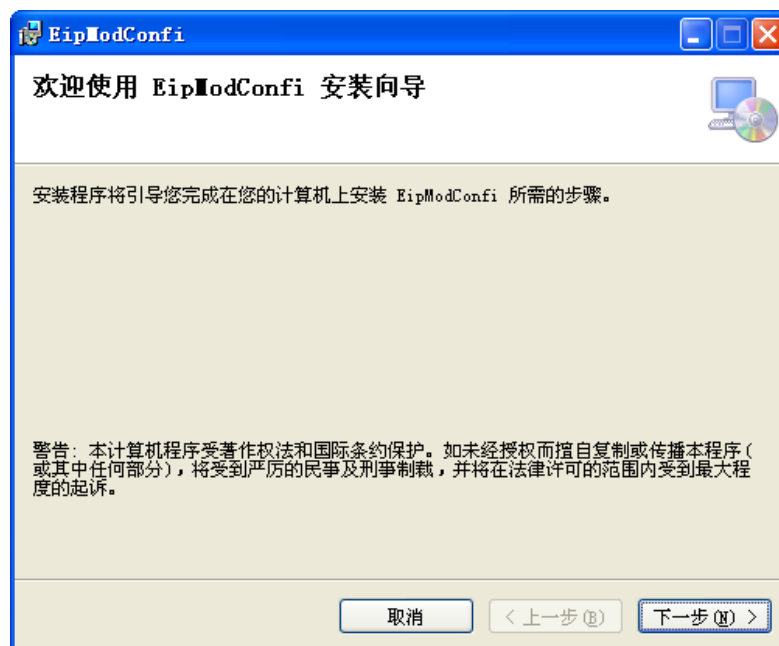 EipModConfi
欢迎使用 EipModConfi 安装向导
安装程序将引导您完成在您的计算机上安装 EipModConfi 所需的步骤。
警告: 本计算机程序受著作权法和国际条约保护。如未经授权而擅自复制或传播本程序(
或其中任何部分)，将受到严厉的民事及刑事制裁，并将在法律许可的范围内受到最大程
度的起诉。
取消
< 上一步(B)
下一步(N) >